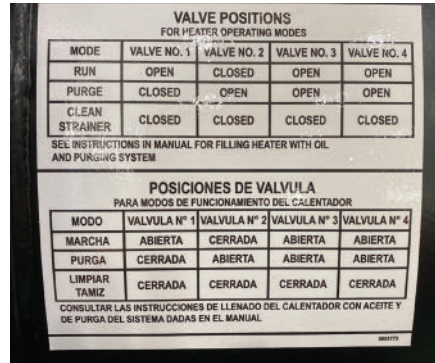 VALVE POSITIONS
FOR HEATER OPERATING MODES
MODE VALVE NO. 1 VALVE NO. 2 VALVE NO. 3 VALVE NO. 4
RUN OPEN CLOSED OPEN OPEN
PURGE CLOSED OPEN OPEN OPEN
CLEAN STRAINER CLOSED CLOSED CLOSED CLOSED
SEE INSTRUCTIONS IN MANUAL FOR FILLING HEATER WITH OIL
AND PURGING SYSTEM
POSICIONES DE VALVULA
PARA MODOS DE FUNCIONAMIENTO DEL CALENTADOR
MODO VALVULA N° 1 VALVULA N° 2 VALVULA N° 3 VALVULA N° 4
MARCHA ABIERTA CERRADA ABIERTA ABIERTA
PURGA CERRADA ABIERTA ABIERTA ABIERTA
LIMPIAR TAMIZ CERRADA CERRADA CERRADA CERRADA
CONSULTAR LAS INSTRUCCIONES DE LLENADO DEL CALENTADOR CON ACEITE Y
DE PURGA DEL SISTEMA DADAS EN EL MANUAL